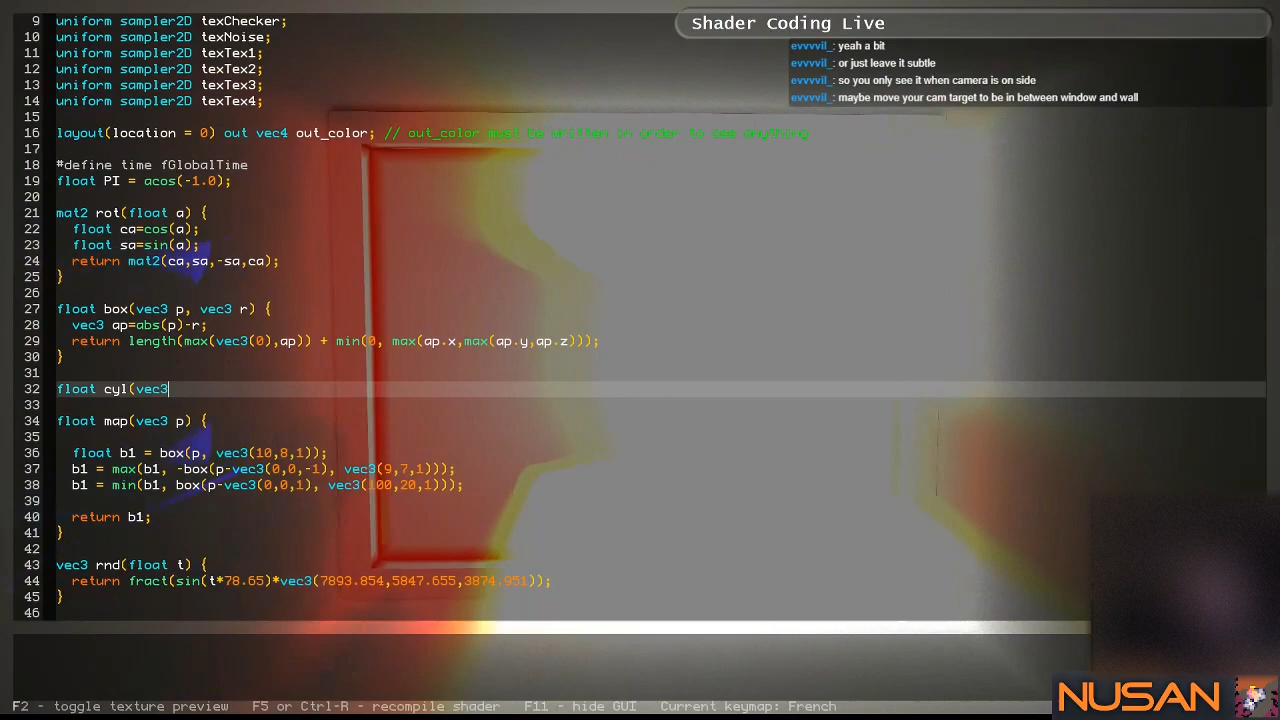 Shader Coding Live
evvvvil_: yeah a bit
evvvvil_: or just leave it subtle
evvvvil_: so you only see it when camera is on side
evvvvil_: maybe move your cam target to be in between window and wall
9 uniform sampler2D texChecker;
10 uniform sampler2D texNoise;
11 uniform sampler2D texTex1;
12 uniform sampler2D texTex2;
13 uniform sampler2D texTex3;
14 uniform sampler2D texTex4;
15
16 layout(location = 0) out vec4 out_color; // out_color must be written in order to see anything
17
18 #define time fGlobalTime
19 float PI = acos(-1.0);
20
21 mat2 rot(float a) {
22 float ca=cos(a);
23 float sa=sin(a);
24 return mat2(ca,sa,-sa,ca);
25 }
26
27 float box(vec3 p, vec3 r) {
28 vec3 ap=abs(p)-r;
29 return length(max(vec3(0),ap)) + min(0, max(ap.x,max(ap.y,ap.z)));
30 }
31
32 float cyl(vec3
33
34 float map(vec3 p) {
35
36 float b1 = box(p, vec3(10,8,1));
37 b1 = max(b1, -box(p-vec3(0,0,-1), vec3(9,7,1)));
38 b1 = min(b1, box(p-vec3(0,0,1), vec3(100,20,1)));
39
40 return b1;
41 }
42
43 vec3 rnd(float t) {
44 return fract(sin(t*78.65)*vec3(7893.854,5847.655,3874.951));
45 }
46
F2 - toggle texture preview F5 or Ctrl-R - recompile shader F11 - hide GUI Current keymap: French
NUSAN